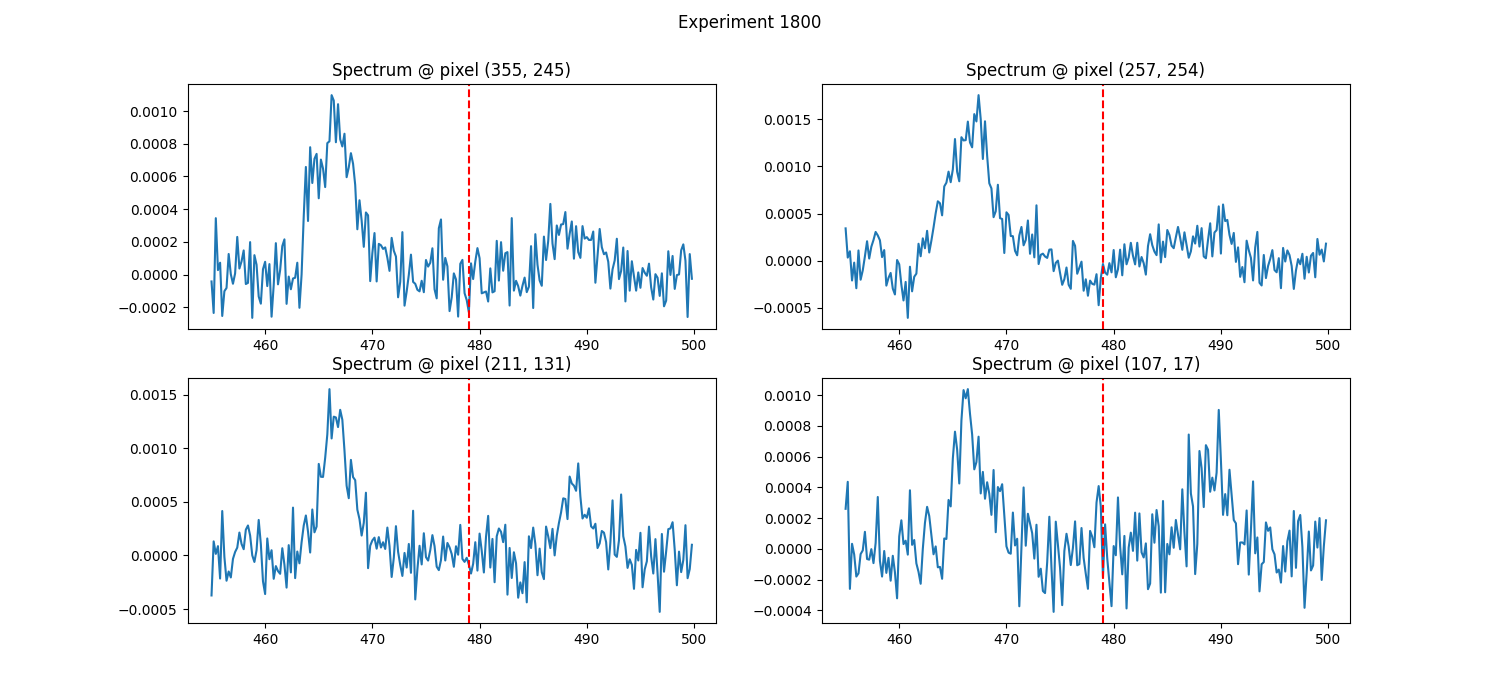 Experiment 1800
Spectrum @ pixel (355, 245)
0.0010
0.0008
0.0006
0.0004
0.0002
0.0000
−0.0002
460 470 480 490 500
Spectrum @ pixel (257, 254)
0.0015
0.0010
0.0005
0.0000
−0.0005
460 470 480 490 500
Spectrum @ pixel (211, 131)
0.0015
0.0010
0.0005
0.0000
−0.0005
460 470 480 490 500
Spectrum @ pixel (107, 17)
0.0010
0.0008
0.0006
0.0004
0.0002
0.0000
−0.0002
−0.0004
460 470 480 490 500